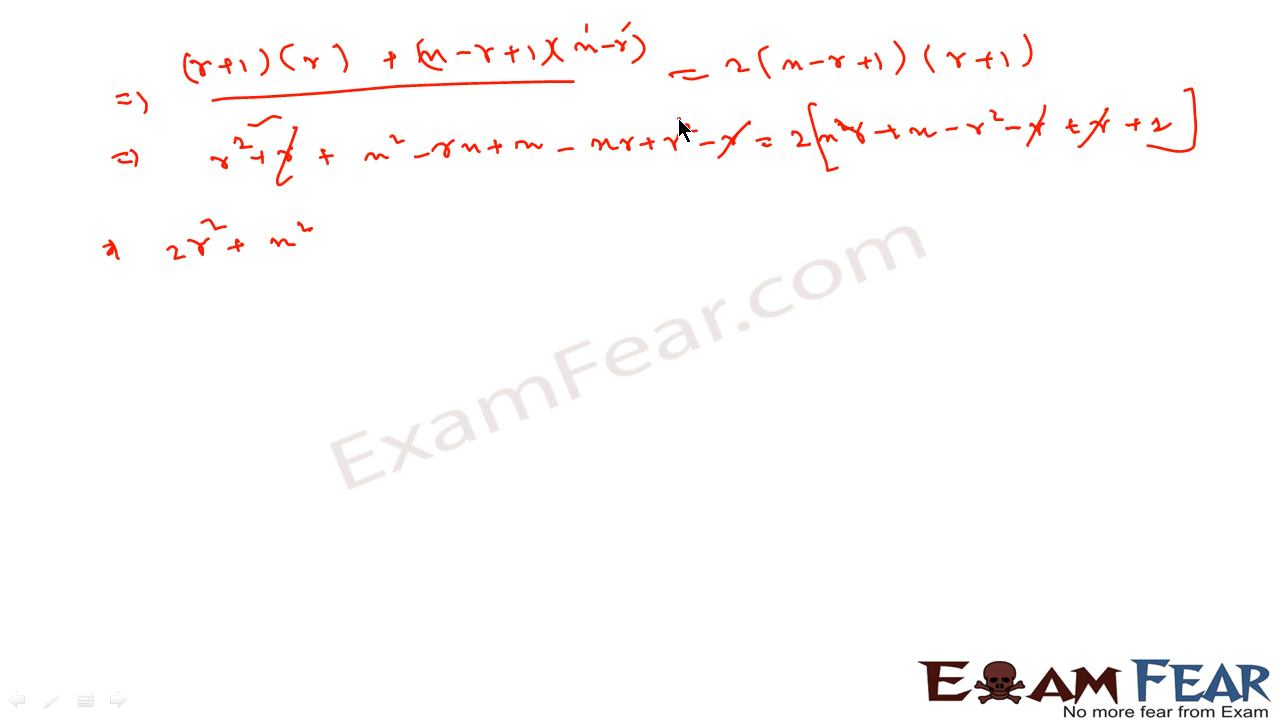 => (r+1)(r) + (n-r+1)(n-r) = 2(n-r+1)(r+1)
=> r²+r + n²-rn+n-nr+r²-r = 2[nr+n-r²-r+r+1]
=> 2r²+n²
ExamFear.com
EXAM FEAR
No more fear from Exam